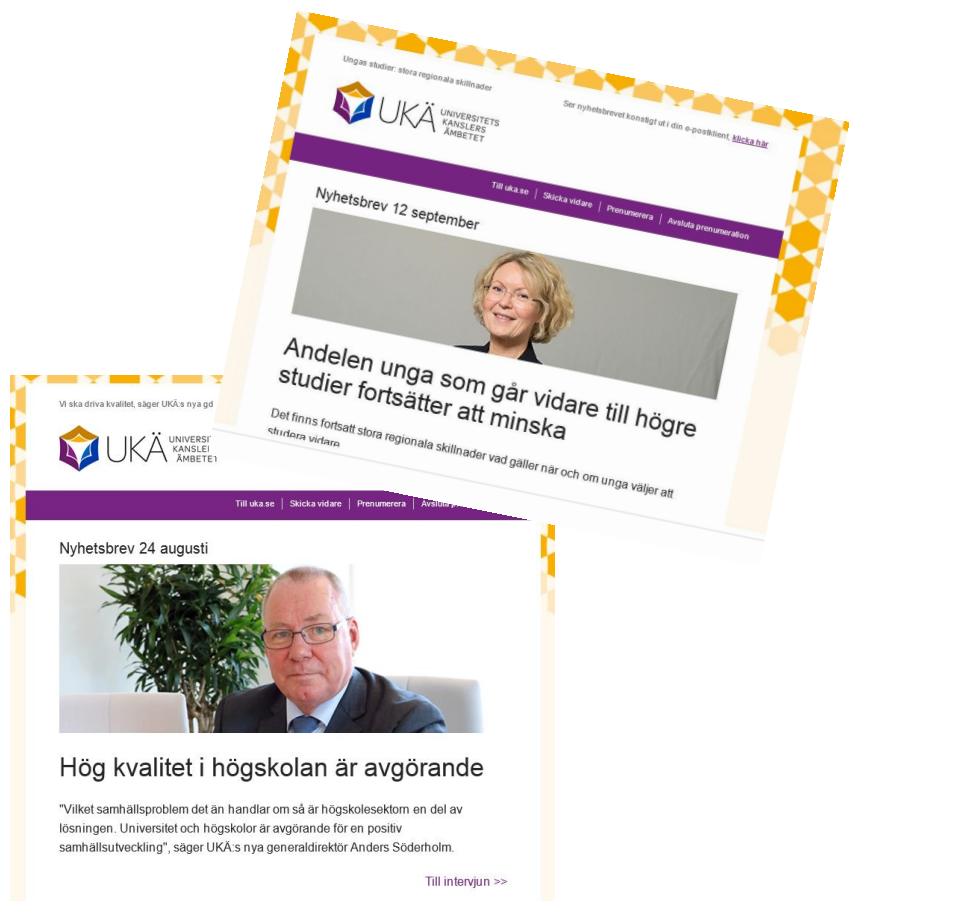 Ungas studier: stora regionala skillnader
Ser nyhetsbrevet konstigt ut i din e-postklient, klicka här
UKÄ UNIVERSITETS
KANSLERS
ÄMBETET
Till uka.se | Skicka vidare | Prenumerera | Avsluta prenumeration
Nyhetsbrev 12 september
Andelen unga som går vidare till högre
studier fortsätter att minska
Det finns fortsatt stora regionala skillnader vad gäller när och om unga väljer att
studera vidare
Vi ska driva kvalitet, säger UKÄ:s nya gd
UKÄ UNIVERSI
KANSLEI
ÄMBETET
Till uka.se | Skicka vidare | Prenumerera | Avsluta
Nyhetsbrev 24 augusti
Hög kvalitet i högskolan är avgörande
"Vilket samhällsproblem det än handlar om så är högskolesektorn en del av
lösningen. Universitet och högskolor är avgörande för en positiv
samhällsutveckling", säger UKÄ:s nya generaldirektör Anders Söderholm.
Till intervjun >>